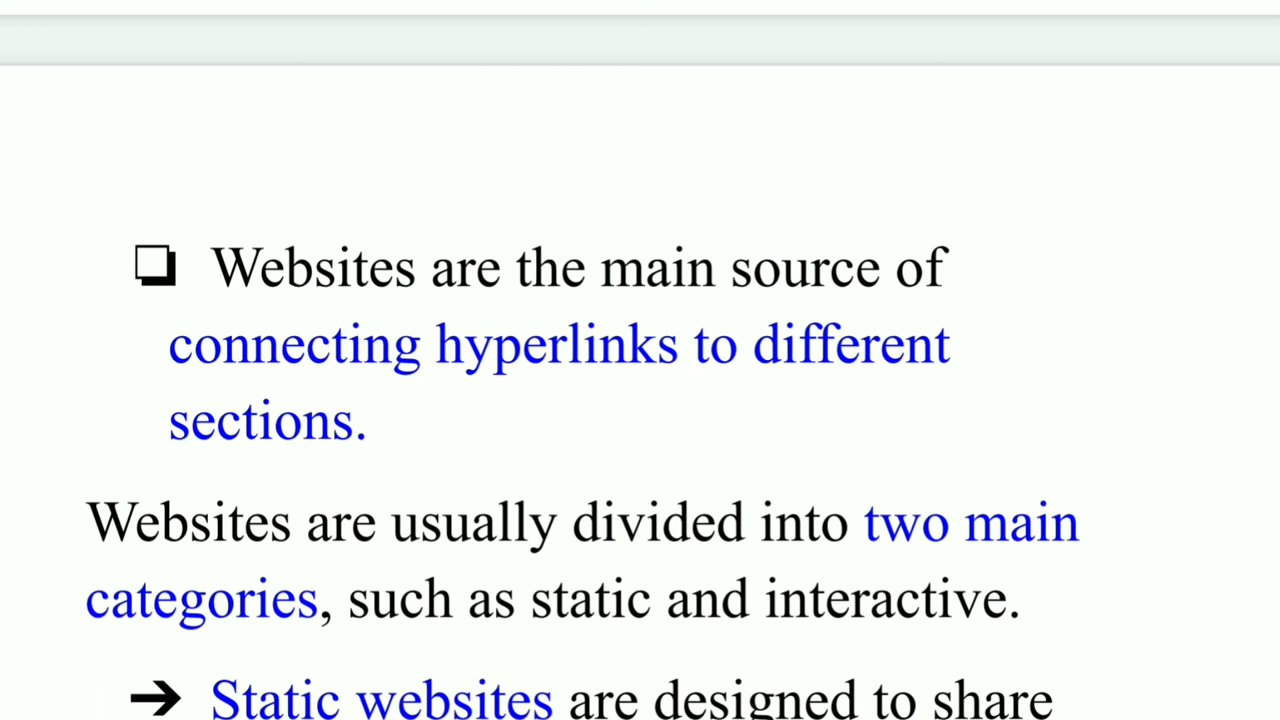 ❏ Websites are the main source of
connecting hyperlinks to different
sections.
Websites are usually divided into two main
categories, such as static and interactive.
➔ Static websites are designed to share